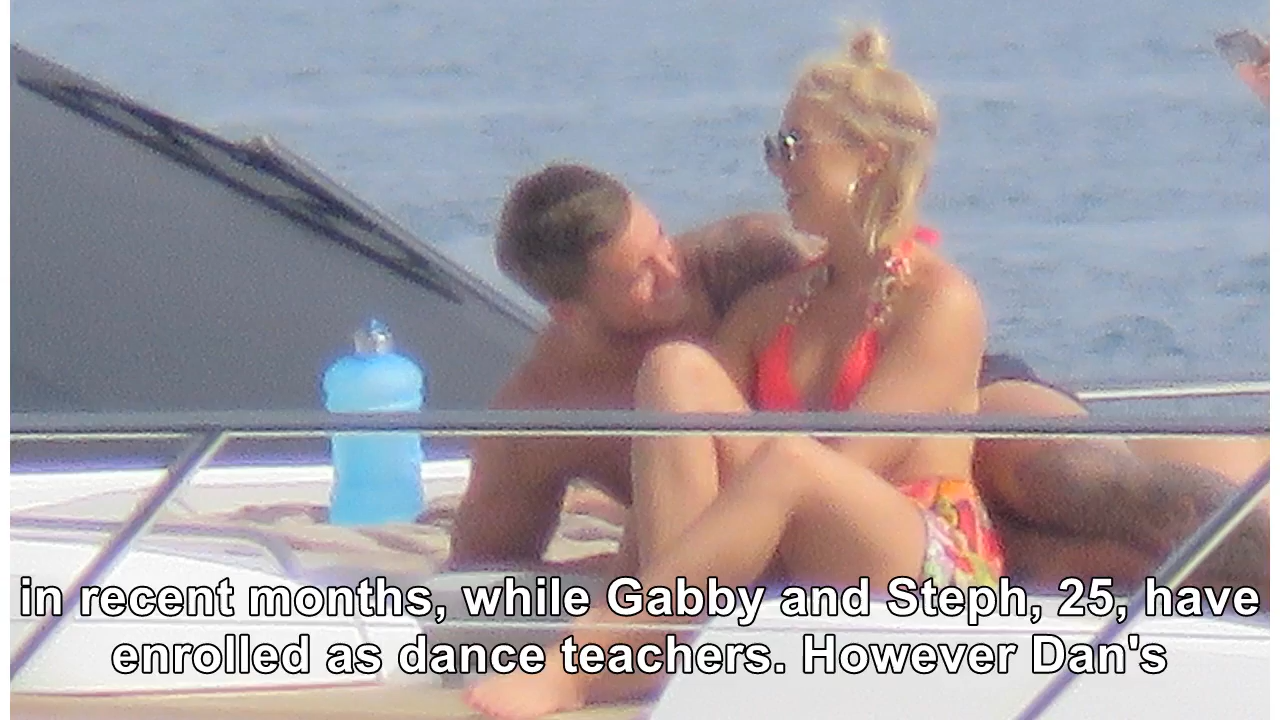 in recent months, while Gabby and Steph, 25, have
enrolled as dance teachers. However Dan's